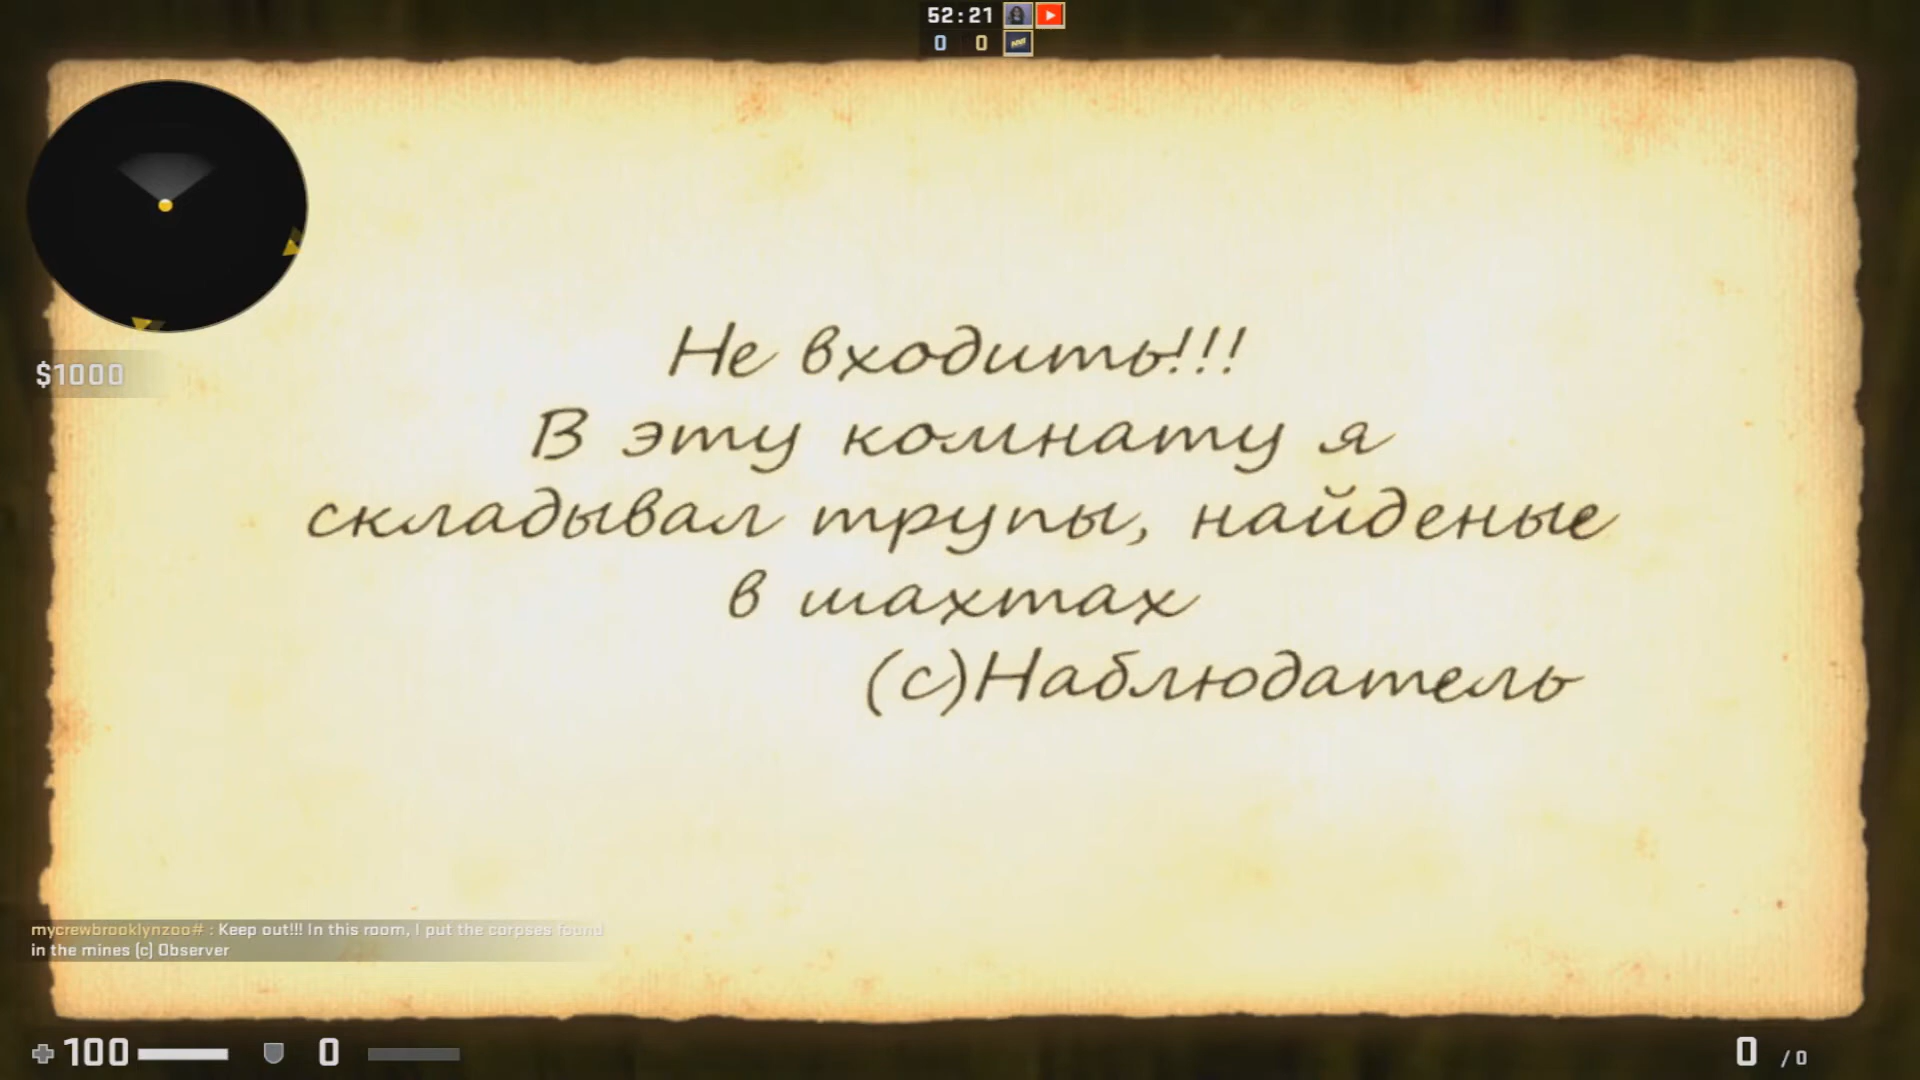 52:21
0 0
$1000
Не входить!!!
В эту комнату я
складывал трупы, найденые
в шахтах
(с)Наблюдатель
mycrewbrooklynzoo# : Keep out!!! In this room, I put the corpses found
in the mines (c) Observer
100 0
0 / 0